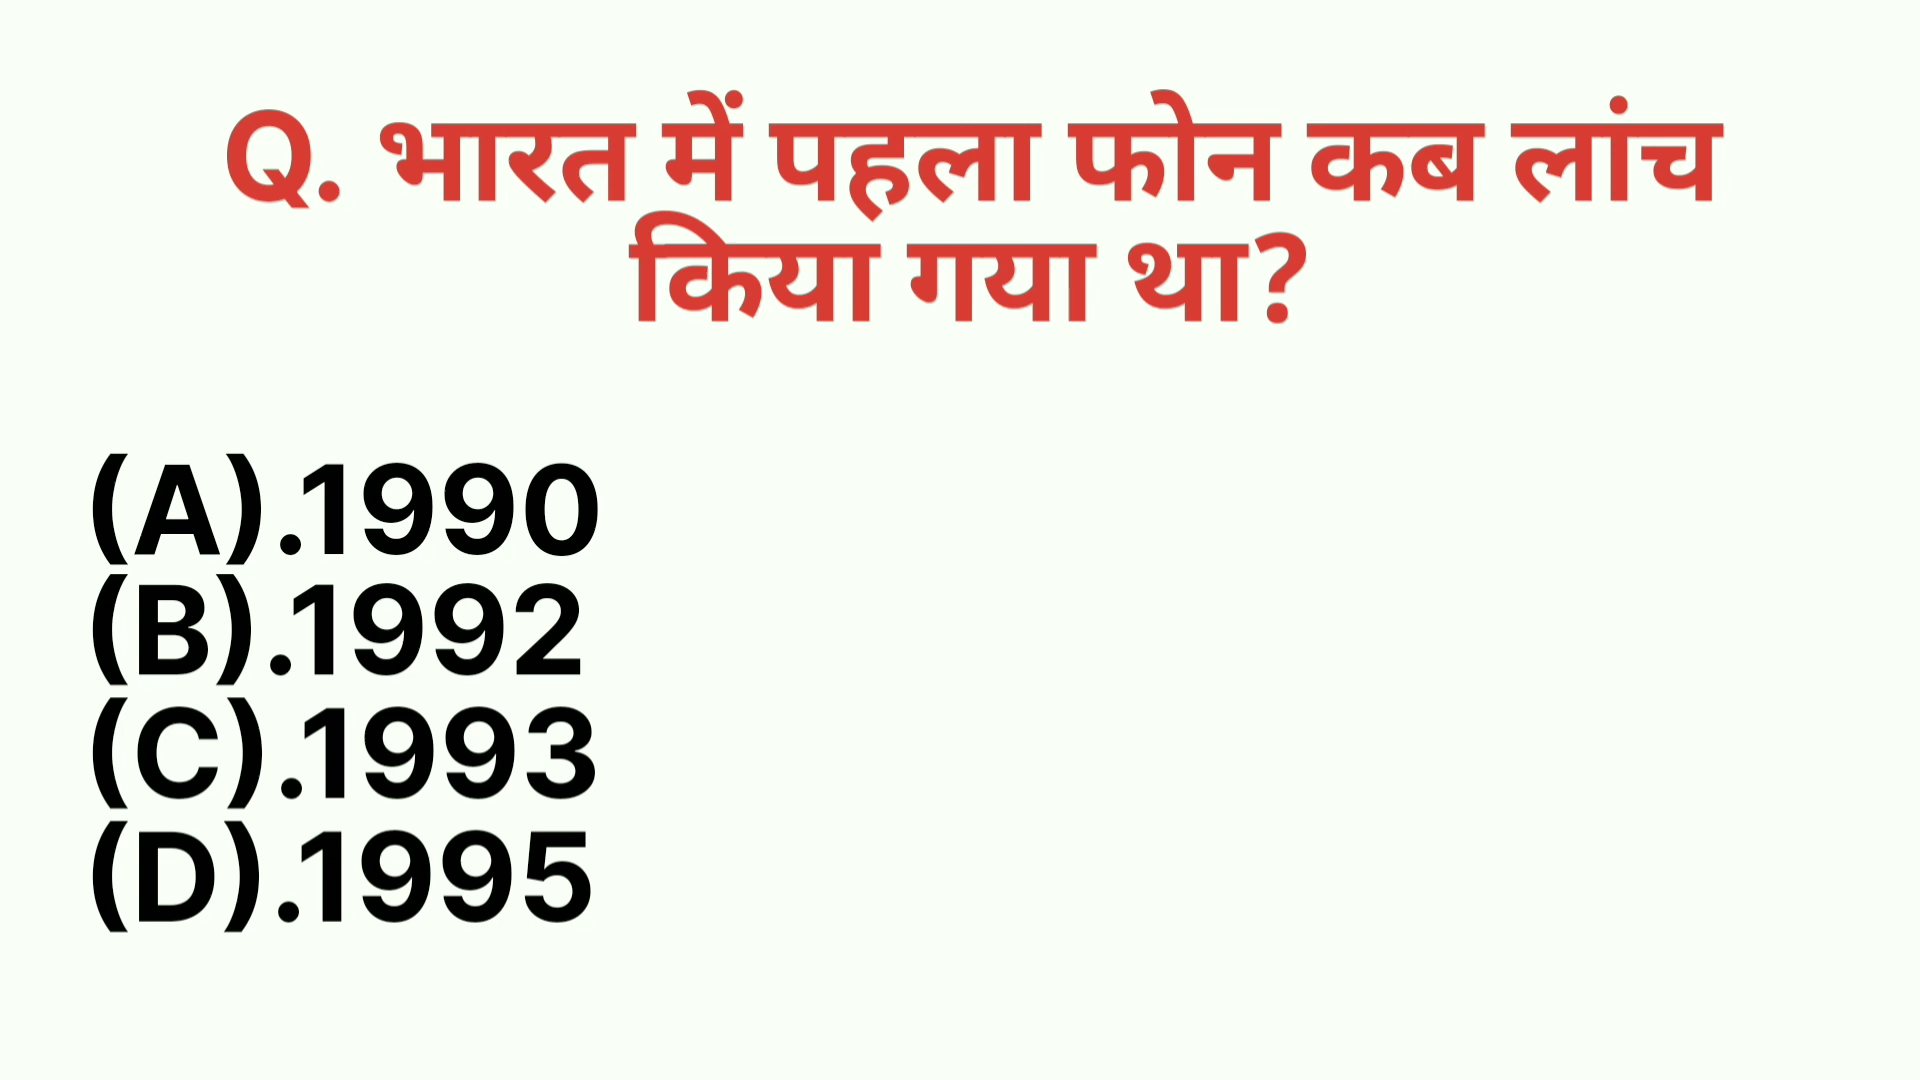 Q. भारत में पहला फोन कब लांच
किया गया था?
(A).1990
(B).1992
(C).1993
(D).1995